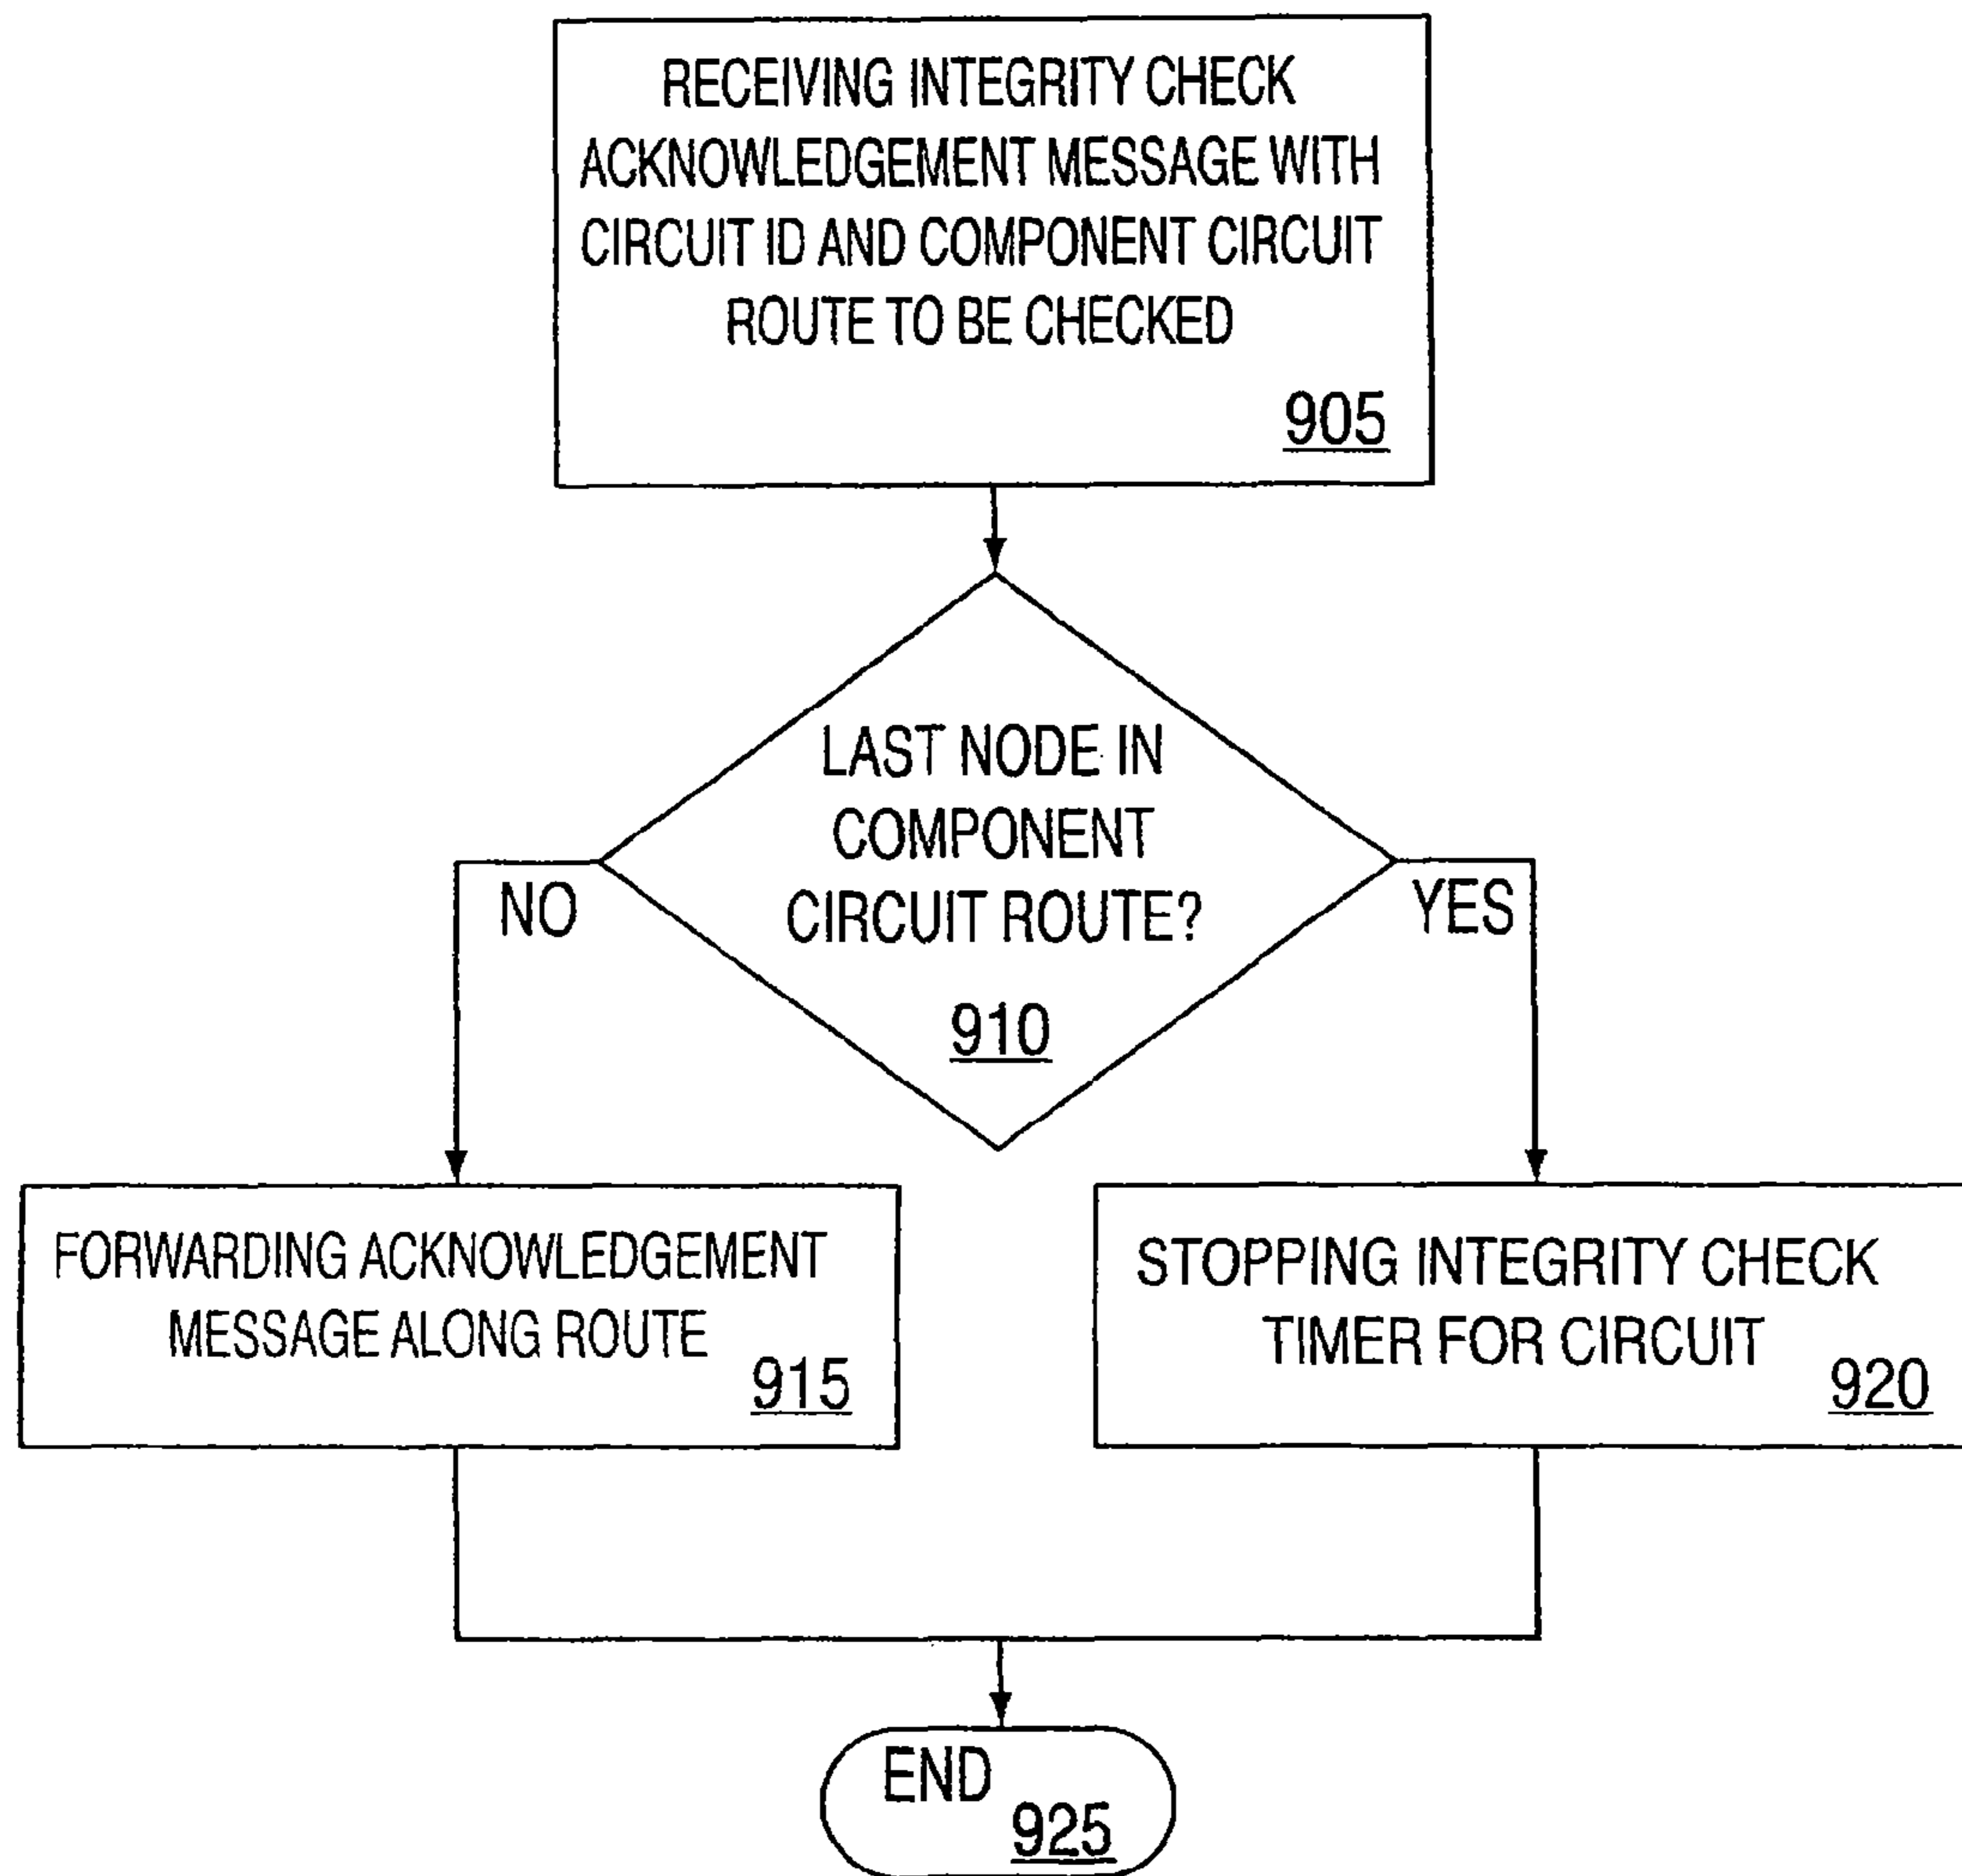 RECEIVING INTEGRITY CHECK
ACKNOWLEDGEMENT MESSAGE WITH
CIRCUIT ID AND COMPONENT CIRCUIT
ROUTE TO BE CHECKED
905
LAST NODE IN
COMPONENT
CIRCUIT ROUTE?
910
NO
YES
FORWARDING ACKNOWLEDGEMENT
MESSAGE ALONG ROUTE
915
STOPPING INTEGRITY CHECK
TIMER FOR CIRCUIT
920
END
925